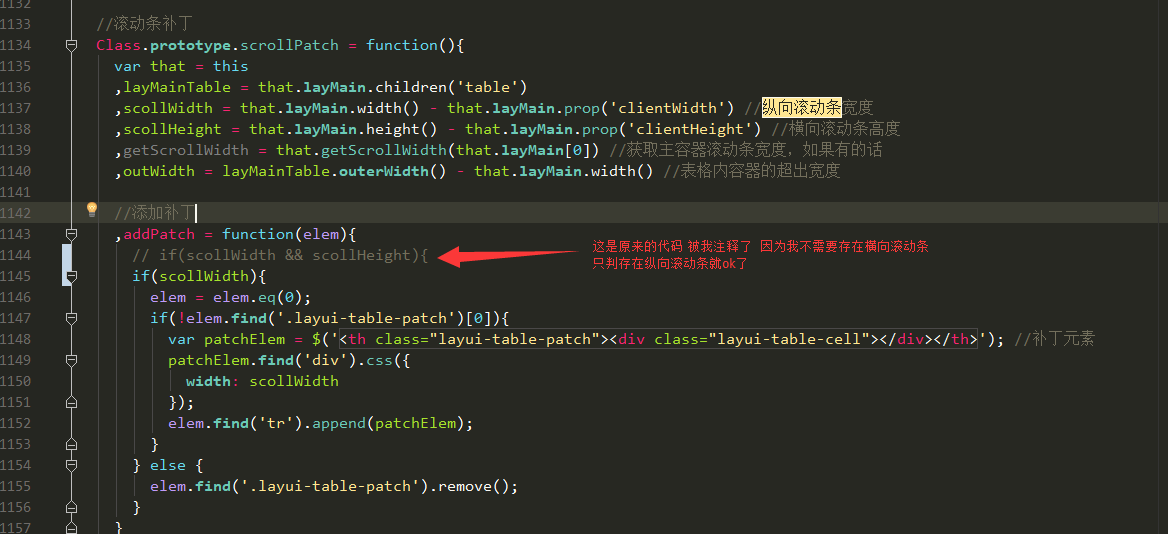 1132
1133 //滚动条补丁
1134 Class.prototype.scrollPatch = function(){
1135 var that = this
1136 ,layMainTable = that.layMain.children('table')
1137 ,scollWidth = that.layMain.width() - that.layMain.prop('clientWidth') //纵向滚动条宽度
1138 ,scollHeight = that.layMain.height() - that.layMain.prop('clientHeight') //横向滚动条高度
1139 ,getScrollWidth = that.getScrollWidth(that.layMain[0]) //获取主容器滚动条宽度，如果有的话
1140 ,outWidth = layMainTable.outerWidth() - that.layMain.width() //表格内容器的超出宽度
1141
1142 //添加补丁
1143 ,addPatch = function(elem){
1144 // if(scollWidth && scollHeight){
这是原来的代码 被我注释了 因为我不需要存在横向滚动条
只判存在纵向滚动条就ok了
1145 if(scollWidth){
1146 elem = elem.eq(0);
1147 if(!elem.find('.layui-table-patch')[0]){
1148 var patchElem = $('<th class="layui-table-patch"><div class="layui-table-cell"></div></th>'); //补丁元素
1149 patchElem.find('div').css({
1150 width: scollWidth
1151 });
1152 elem.find('tr').append(patchElem);
1153 }
1154 } else {
1155 elem.find('.layui-table-patch').remove();
1156 }
1157 }